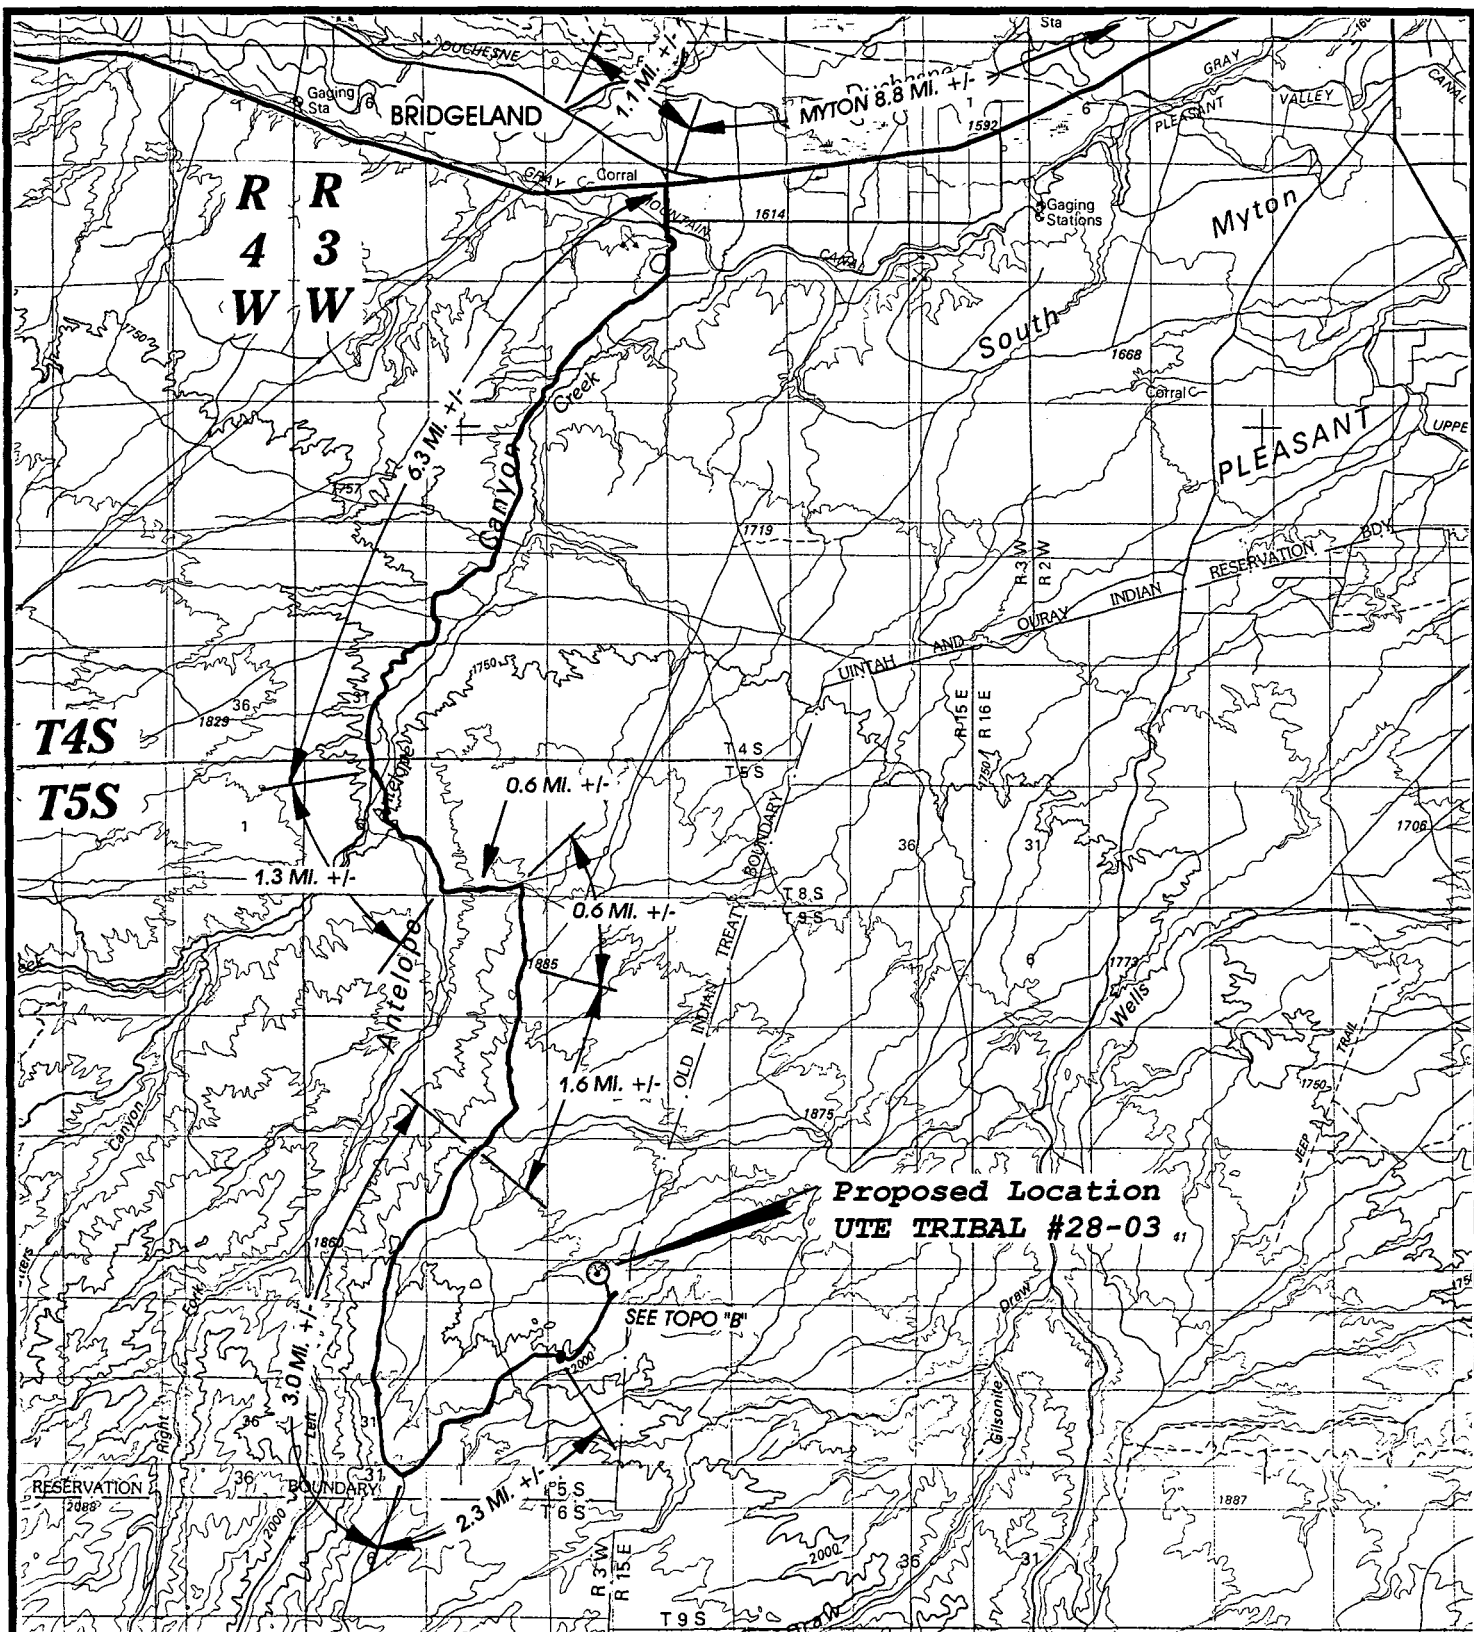 Sta
DUCHESNE
1.1 MI. +/-
GRAY
CANAL
Gaging
Sta
6
BRIDGELAND
MYTON 8.8 MI. +/-
1
1592
6
PLEASANT
VALLEY
R R
4 3
W W
GRAY
Corral
MOUNTAIN
CANAL
1614
Gaging
Stations
Myton
South
1750
1668
Corral
Creek
6.3 MI. +/-
PLEASANT
UPPE
Canyon
1757
1719
R 3 W
R 2 W
UINTAH AND OURAY INDIAN RESERVATION BDY
1750
36
1829
R 15 E
R 16 E
T4S
T5S
T 4 S
T 5 S
1750
Antelope
0.6 MI. +/-
1
1706
36
31
1.3 MI. +/-
T 8 S
T 9 S
0.6 MI. +/-
OLD INDIAN TREATY BOUNDARY
Antelope
1885
6
1773
Wells
1.6 MI. +/-
JEEP TRAIL
1750
1875
Canyon
Proposed Location
UTE TRIBAL #28-03
41
1860
Fork
SEE TOPO "B"
Draw
3.0 MI. +/-
2000
Gilsonite
36
31
Right
Left
RESERVATION
BOUNDARY
36
31
2088
2000
2.3 MI. +/-
T 5 S
T 6 S
1887
6
2000
36
31
R 3 W
R 15 E
T 9 S
Draw